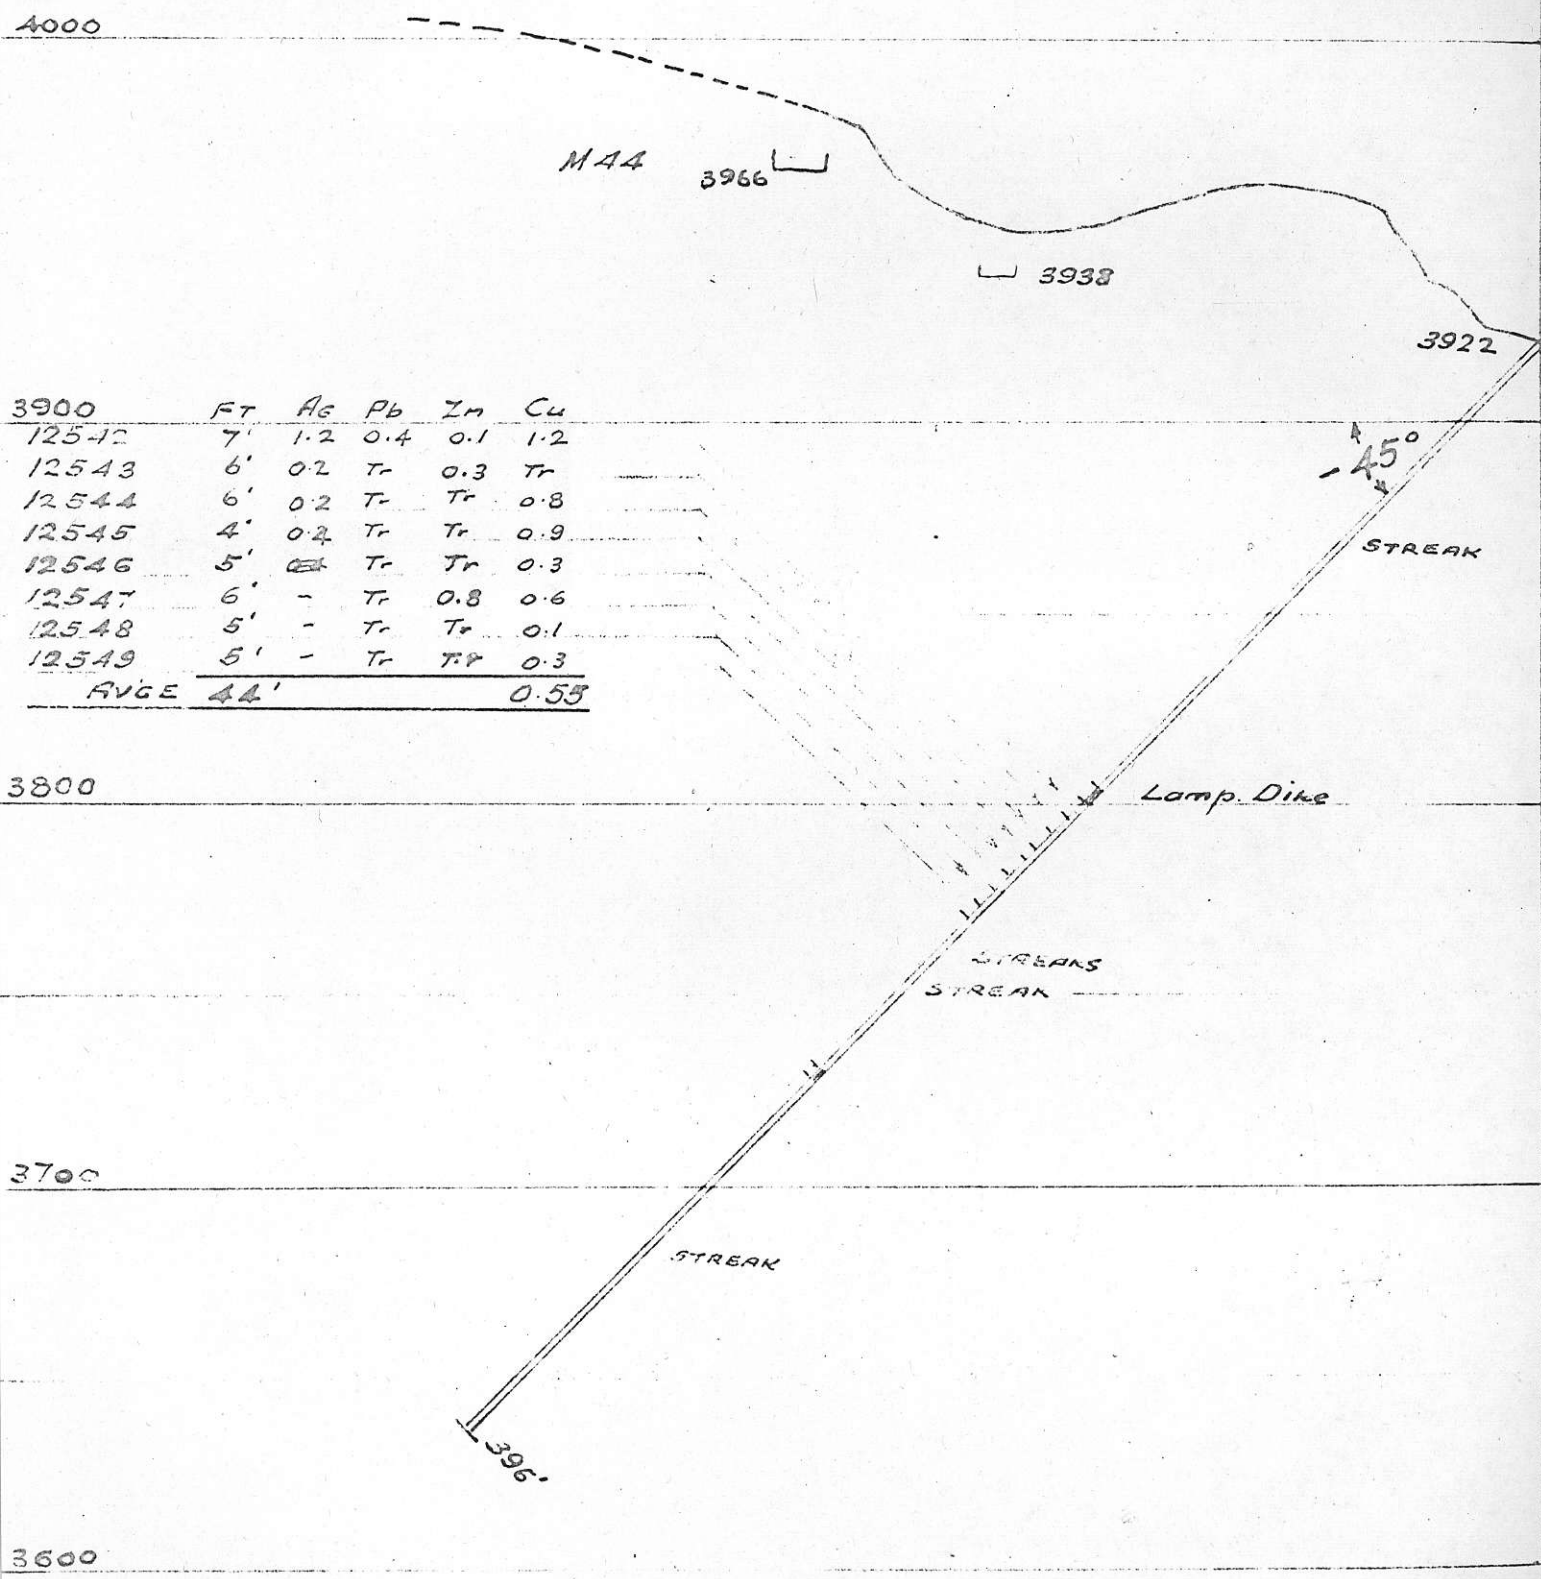 4000
M44 3966
3938
3922
3900 FT AG Pb Zn Cu
12542 7' 1.2 0.4 0.1 1.2
12543 6' 0.2 Tr 0.3 Tr
12544 6' 0.2 Tr Tr 0.8
12545 4' 0.2 Tr Tr 0.9
12546 5' Tr Tr 0.3
12547 6' - Tr 0.8 0.6
12548 5' - Tr Tr 0.1
12549 5' - Tr Tr 0.3
AV'GE 44' 0.55
-45°
STREAK
3800
Lamp. Dike
STREAKS
STREAK
3700
STREAK
396'
3600